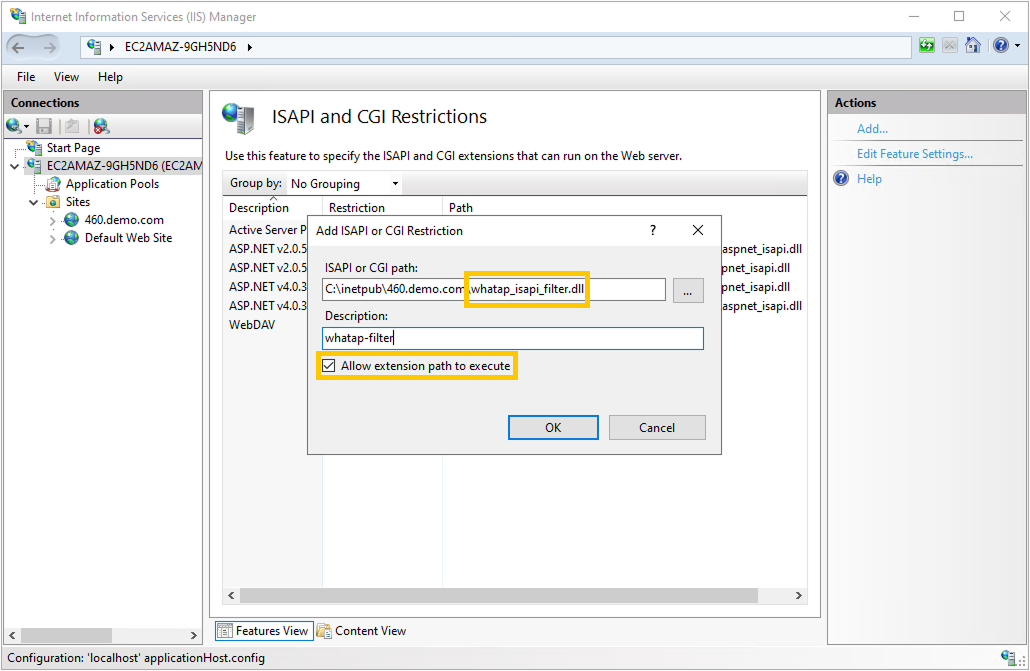 Internet Information Services (IIS) Manager
EC2AMAZ-9GH5ND6
File View Help
Connections
Start Page
EC2AMAZ-9GH5ND6 (EC2AM
Application Pools
Sites
460.demo.com
Default Web Site
ISAPI and CGI Restrictions
Use this feature to specify the ISAPI and CGI extensions that can run on the Web server.
Group by: No Grouping
Description Restriction Path
Active Server P
ASP.NET v2.0.5 aspnet_isapi.dll
ASP.NET v2.0.5 pnet_isapi.dll
ASP.NET v4.0.3 pnet_isapi.dll
ASP.NET v4.0.3 aspnet_isapi.dll
WebDAV
Add ISAPI or CGI Restriction
?
ISAPI or CGI path:
C:\inetpub\460.demo.com\whatap_isapi_filter.dll
...
Description:
whatap-filter
Allow extension path to execute
OK Cancel
Features View Content View
Actions
Add...
Edit Feature Settings...
Help
Configuration: 'localhost' applicationHost.config